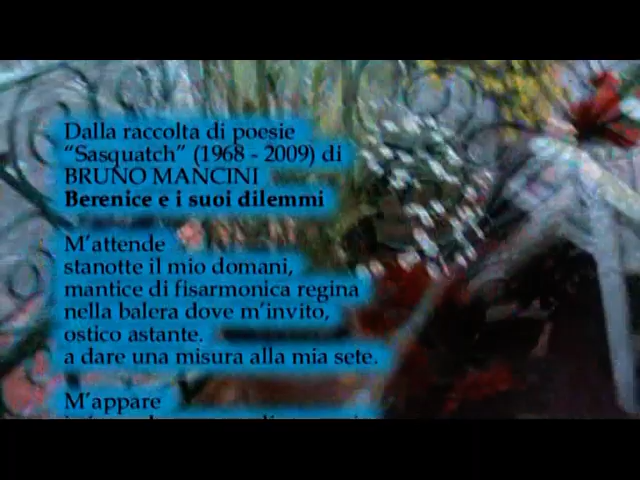 Dalla raccolta di poesie
“Sasquatch” (1968 - 2009) di
BRUNO MANCINI
Berenice e i suoi dilemmi
M’attende
stanotte il mio domani,
mantice di fisarmonica regina
nella balera dove m’invito,
ostico astante.
a dare una misura alla mia sete.
M’appare